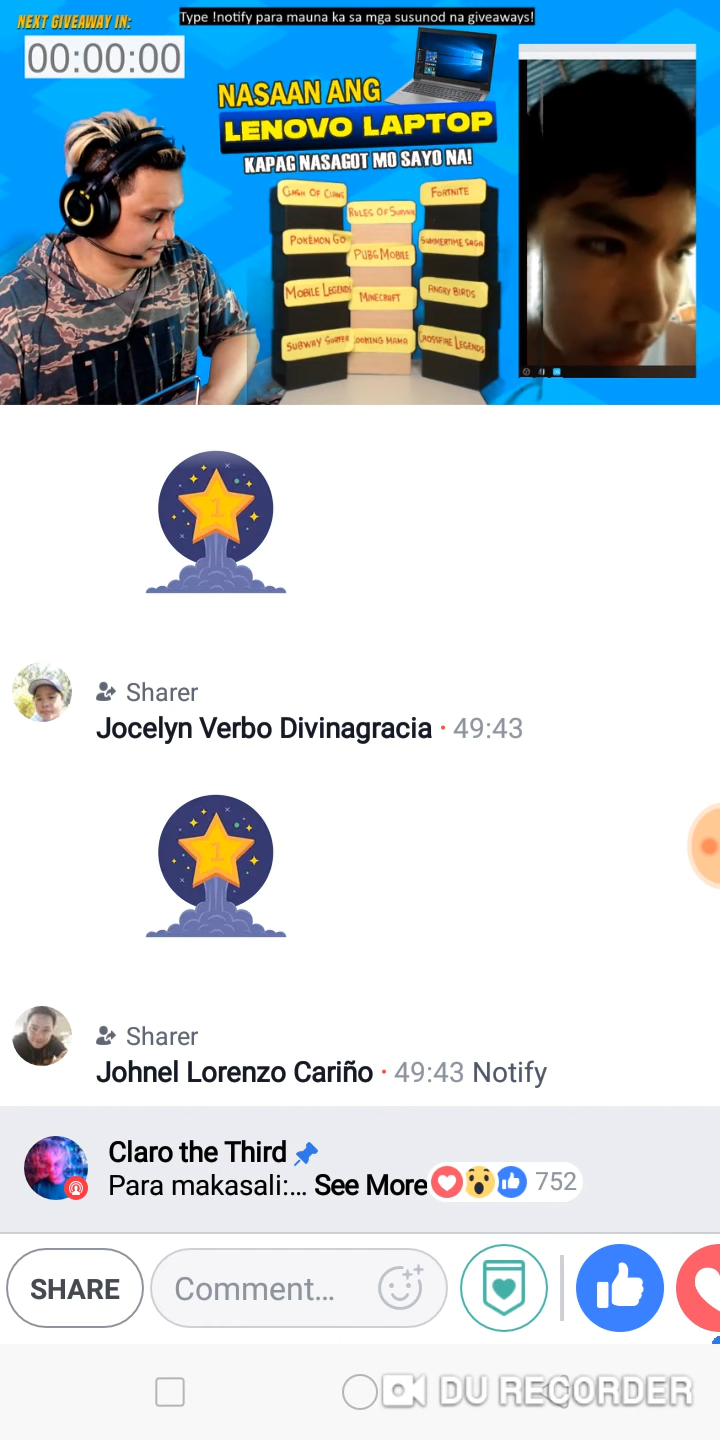 NEXT GIVEAWAY IN:
Type !notify para mauna ka sa mga susunod na giveaways!
00:00:00
NASAAN ANG
LENOVO LAPTOP
KAPAG NASAGOT MO SAYO NA!
CLASH OF CLANS
RULES OF
FORTNITE
POKÉMON GO
PUBG MOBILE
SUMMERTIME SAGA
MOBILE LEGENDS
MINECRAFT
ANGRY BIRDS
SUBWAY SURFER
COOKING MAMA
CROSSFIRE LEGENDS
1
Sharer
Jocelyn Verbo Divinagracia · 49:43
1
Sharer
Johnel Lorenzo Cariño · 49:43 Notify
Claro the Third
Para makasali:... See More
752
SHARE
Comment...
DU RECORDER